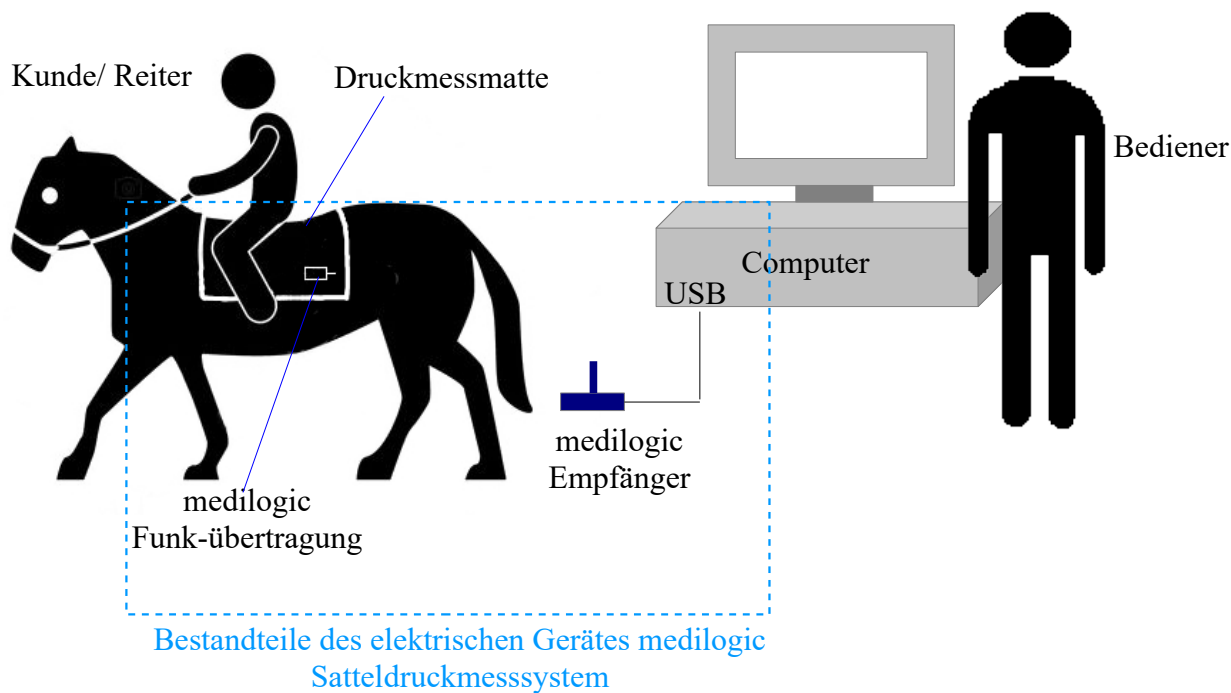 Kunde/ Reiter
Druckmessmatte
Bediener
Computer
USB
medilogic
Empfänger
medilogic
Funk-übertragung
Bestandteile des elektrischen Gerätes medilogic
Satteldruckmesssystem